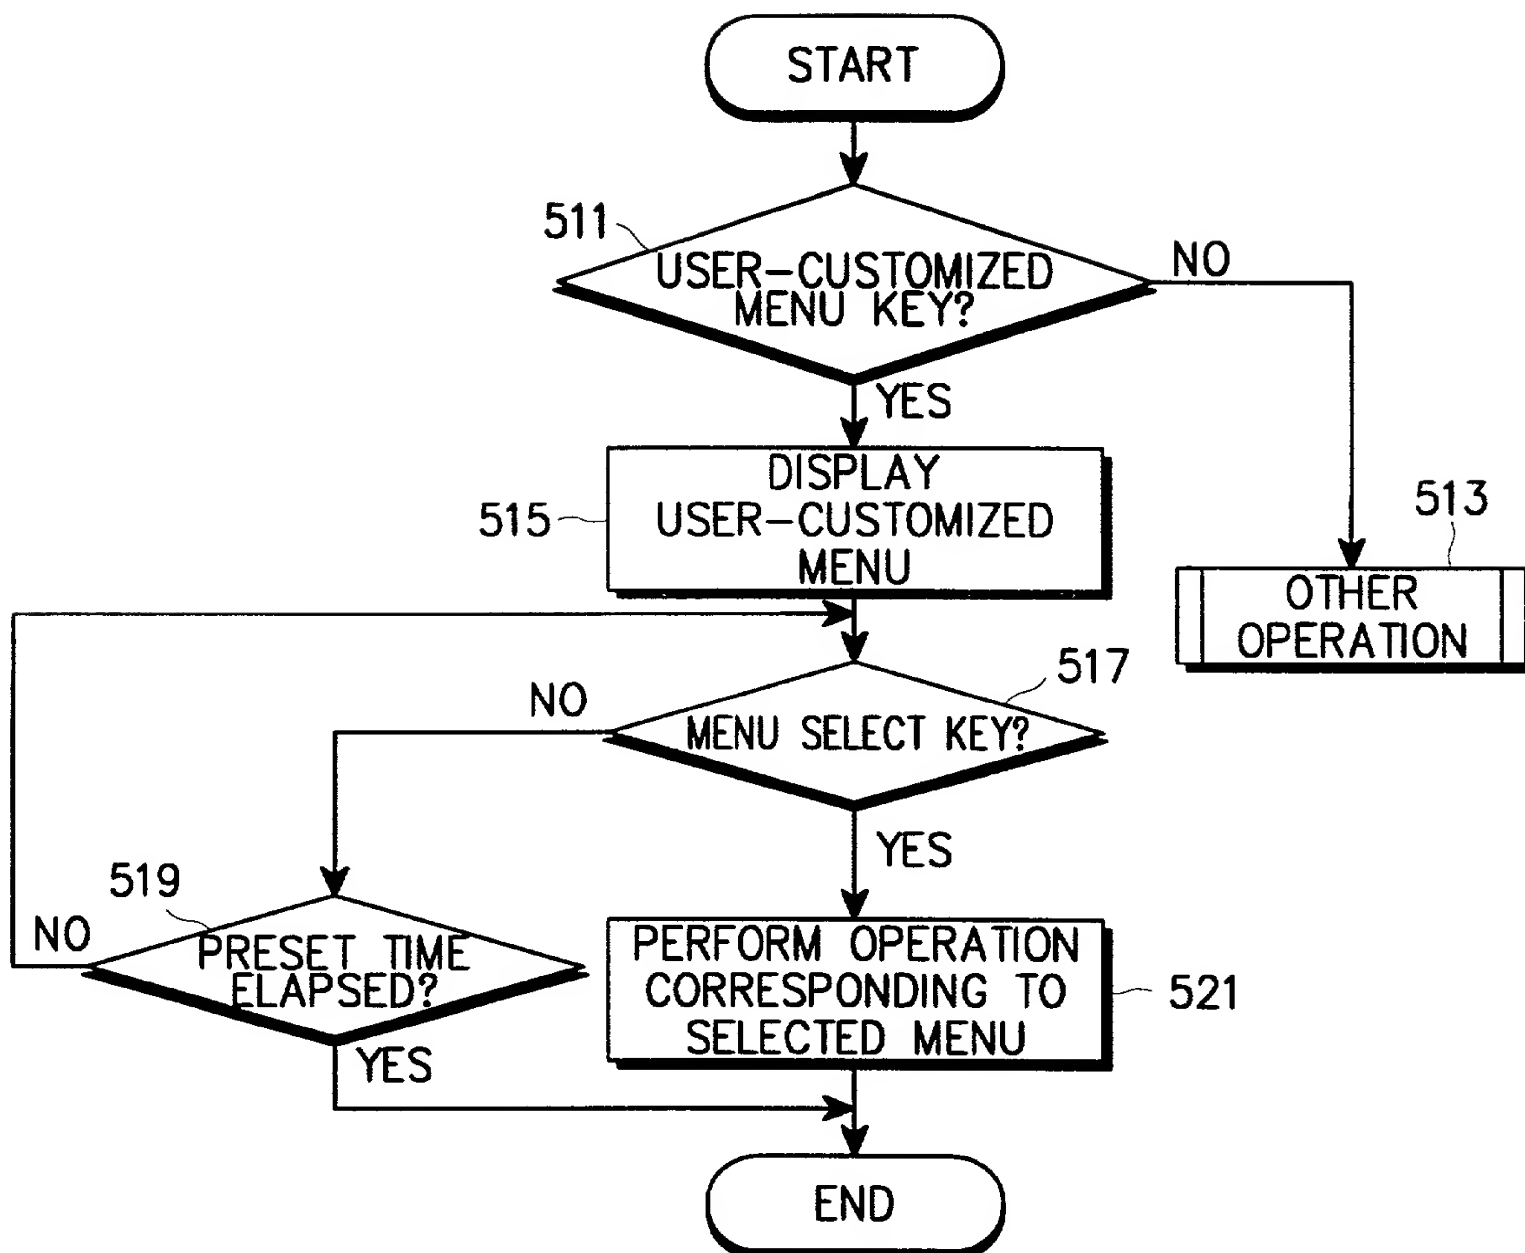 START
511
USER-CUSTOMIZED
MENU KEY?
NO
YES
515
DISPLAY
USER-CUSTOMIZED
MENU
513
OTHER
OPERATION
517
MENU SELECT KEY?
NO
YES
519
PRESET TIME
ELAPSED?
NO
YES
PERFORM OPERATION
CORRESPONDING TO
SELECTED MENU
521
END